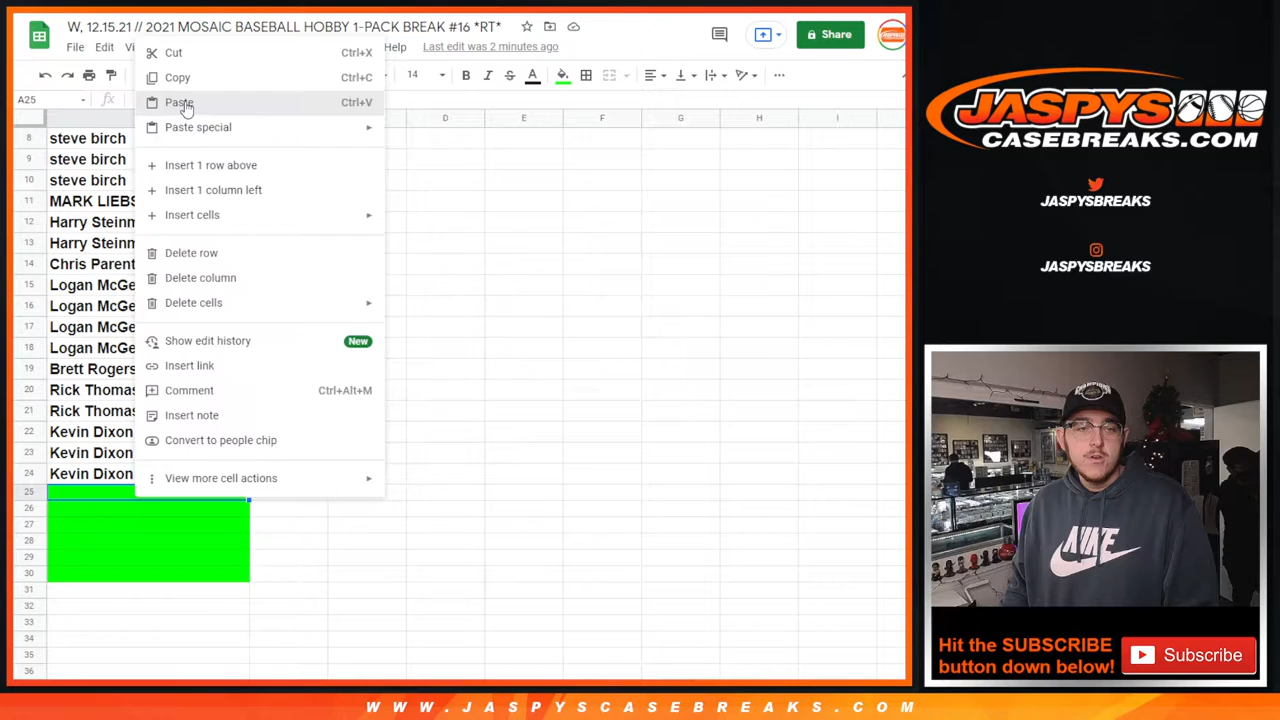 W, 12.15.21 // 2021 MOSAIC BASEBALL HOBBY 1-PACK BREAK #16 *RT*
File Edit Help Last edit was 2 minutes ago
Share
14 B I S A
A25 fx
Cut Ctrl+X
Copy Ctrl+C
Paste Ctrl+V
Paste special
Insert 1 row above
Insert 1 column left
Insert cells
Delete row
Delete column
Delete cells
Show edit history New
Insert link
Comment Ctrl+Alt+M
Insert note
Convert to people chip
View more cell actions
D E F G H I
8 steve birch
9 steve birch
10 steve birch
11 MARK LIEBS
12 Harry Steinm
13 Harry Steinm
14 Chris Parent
15 Logan McGe
16 Logan McGe
17 Logan McGe
18 Logan McGe
19 Brett Rogers
20 Rick Thomas
21 Rick Thomas
22 Kevin Dixon
23 Kevin Dixon
24 Kevin Dixon
25
26
27
28
29
30
31
32
33
34
35
36
JASPYS
CASEBREAKS.COM
JASPYSBREAKS
JASPYSBREAKS
CHAMPION
NIKE
Hit the SUBSCRIBE
button down below!
Subscribe
WWW.JASPYSCASEBREAKS.COM